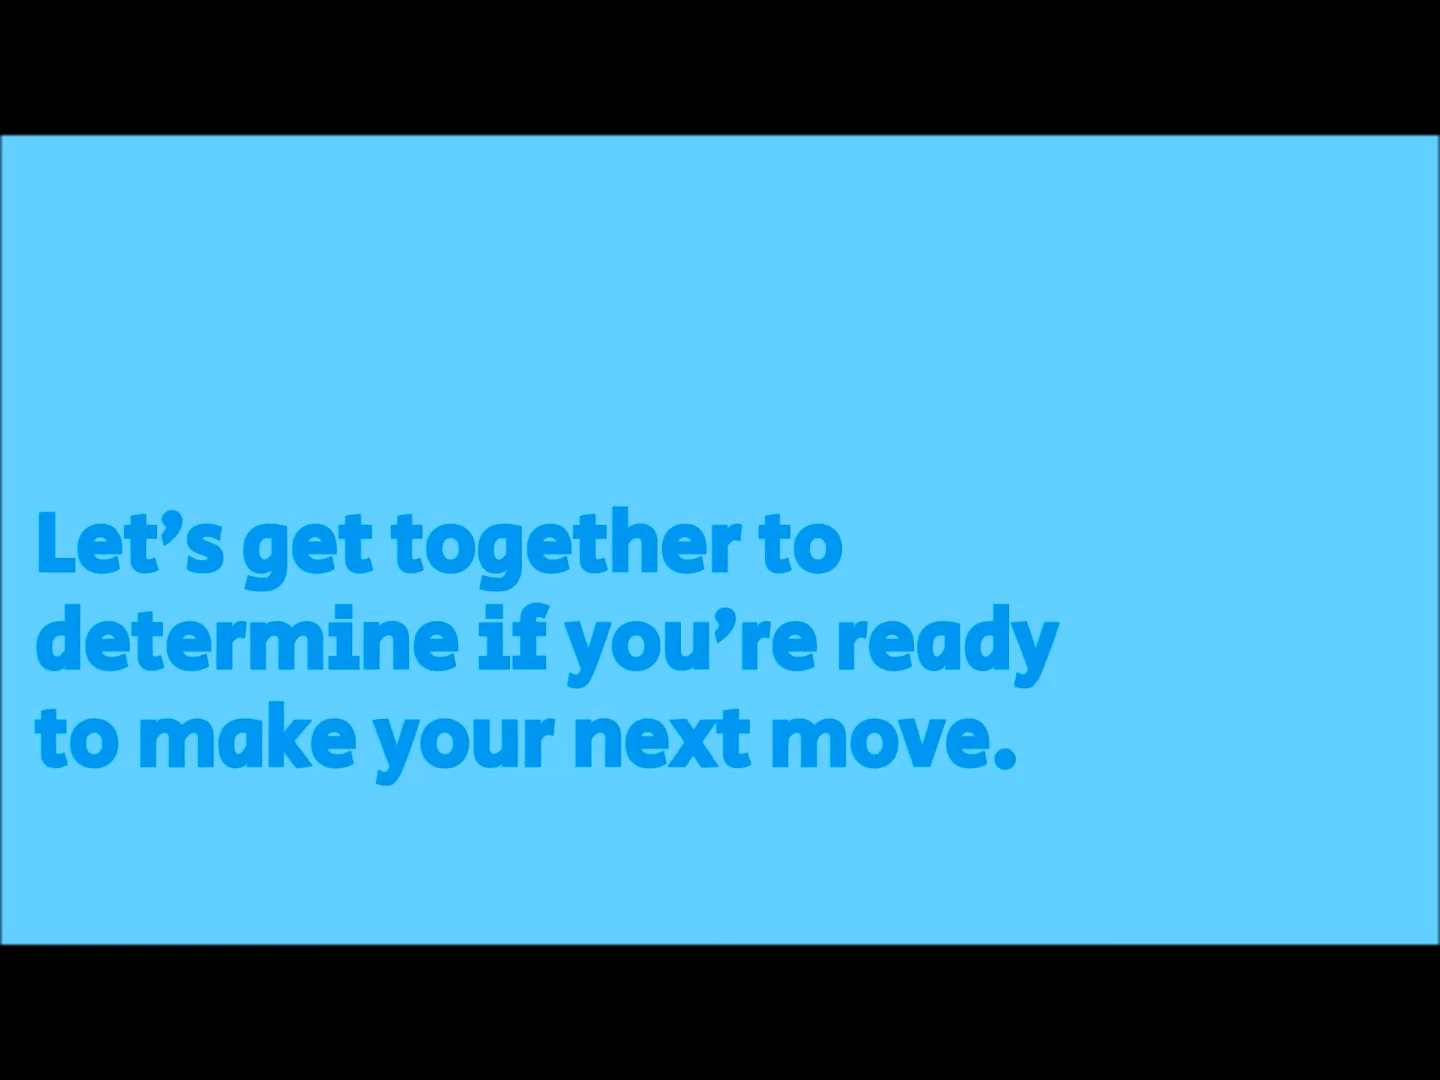 Let’s get together to
determine if you’re ready
to make your next move.